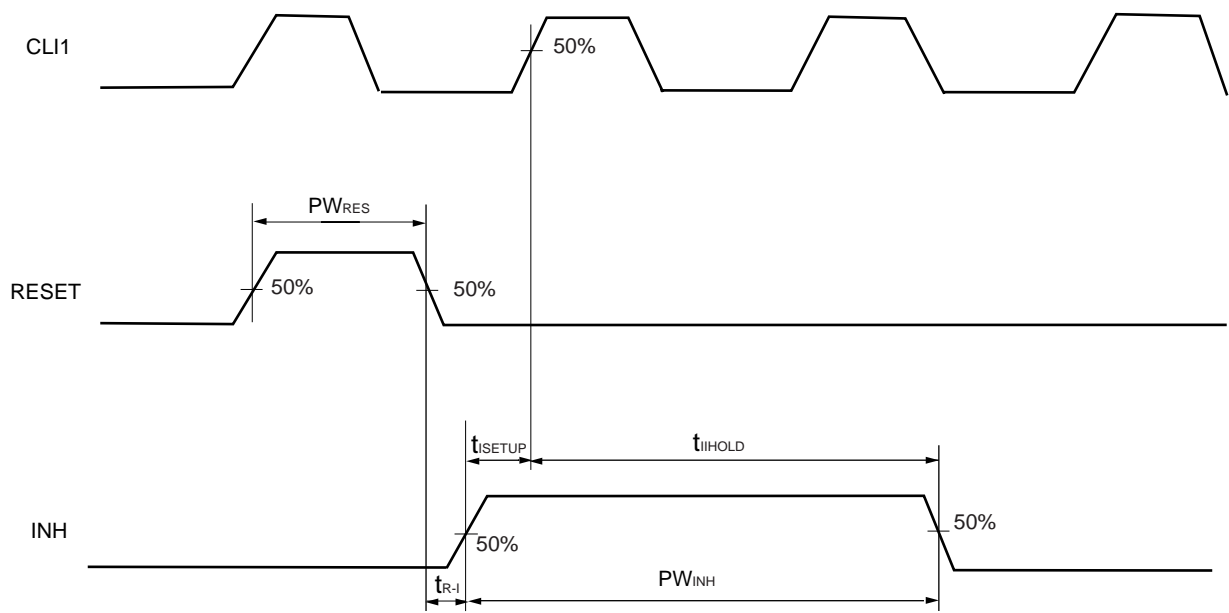 CLI1
50%
PWRES
RESET
50%
50%
tISETUP
tIIHOLD
INH
50%
50%
tR-I
PWINH